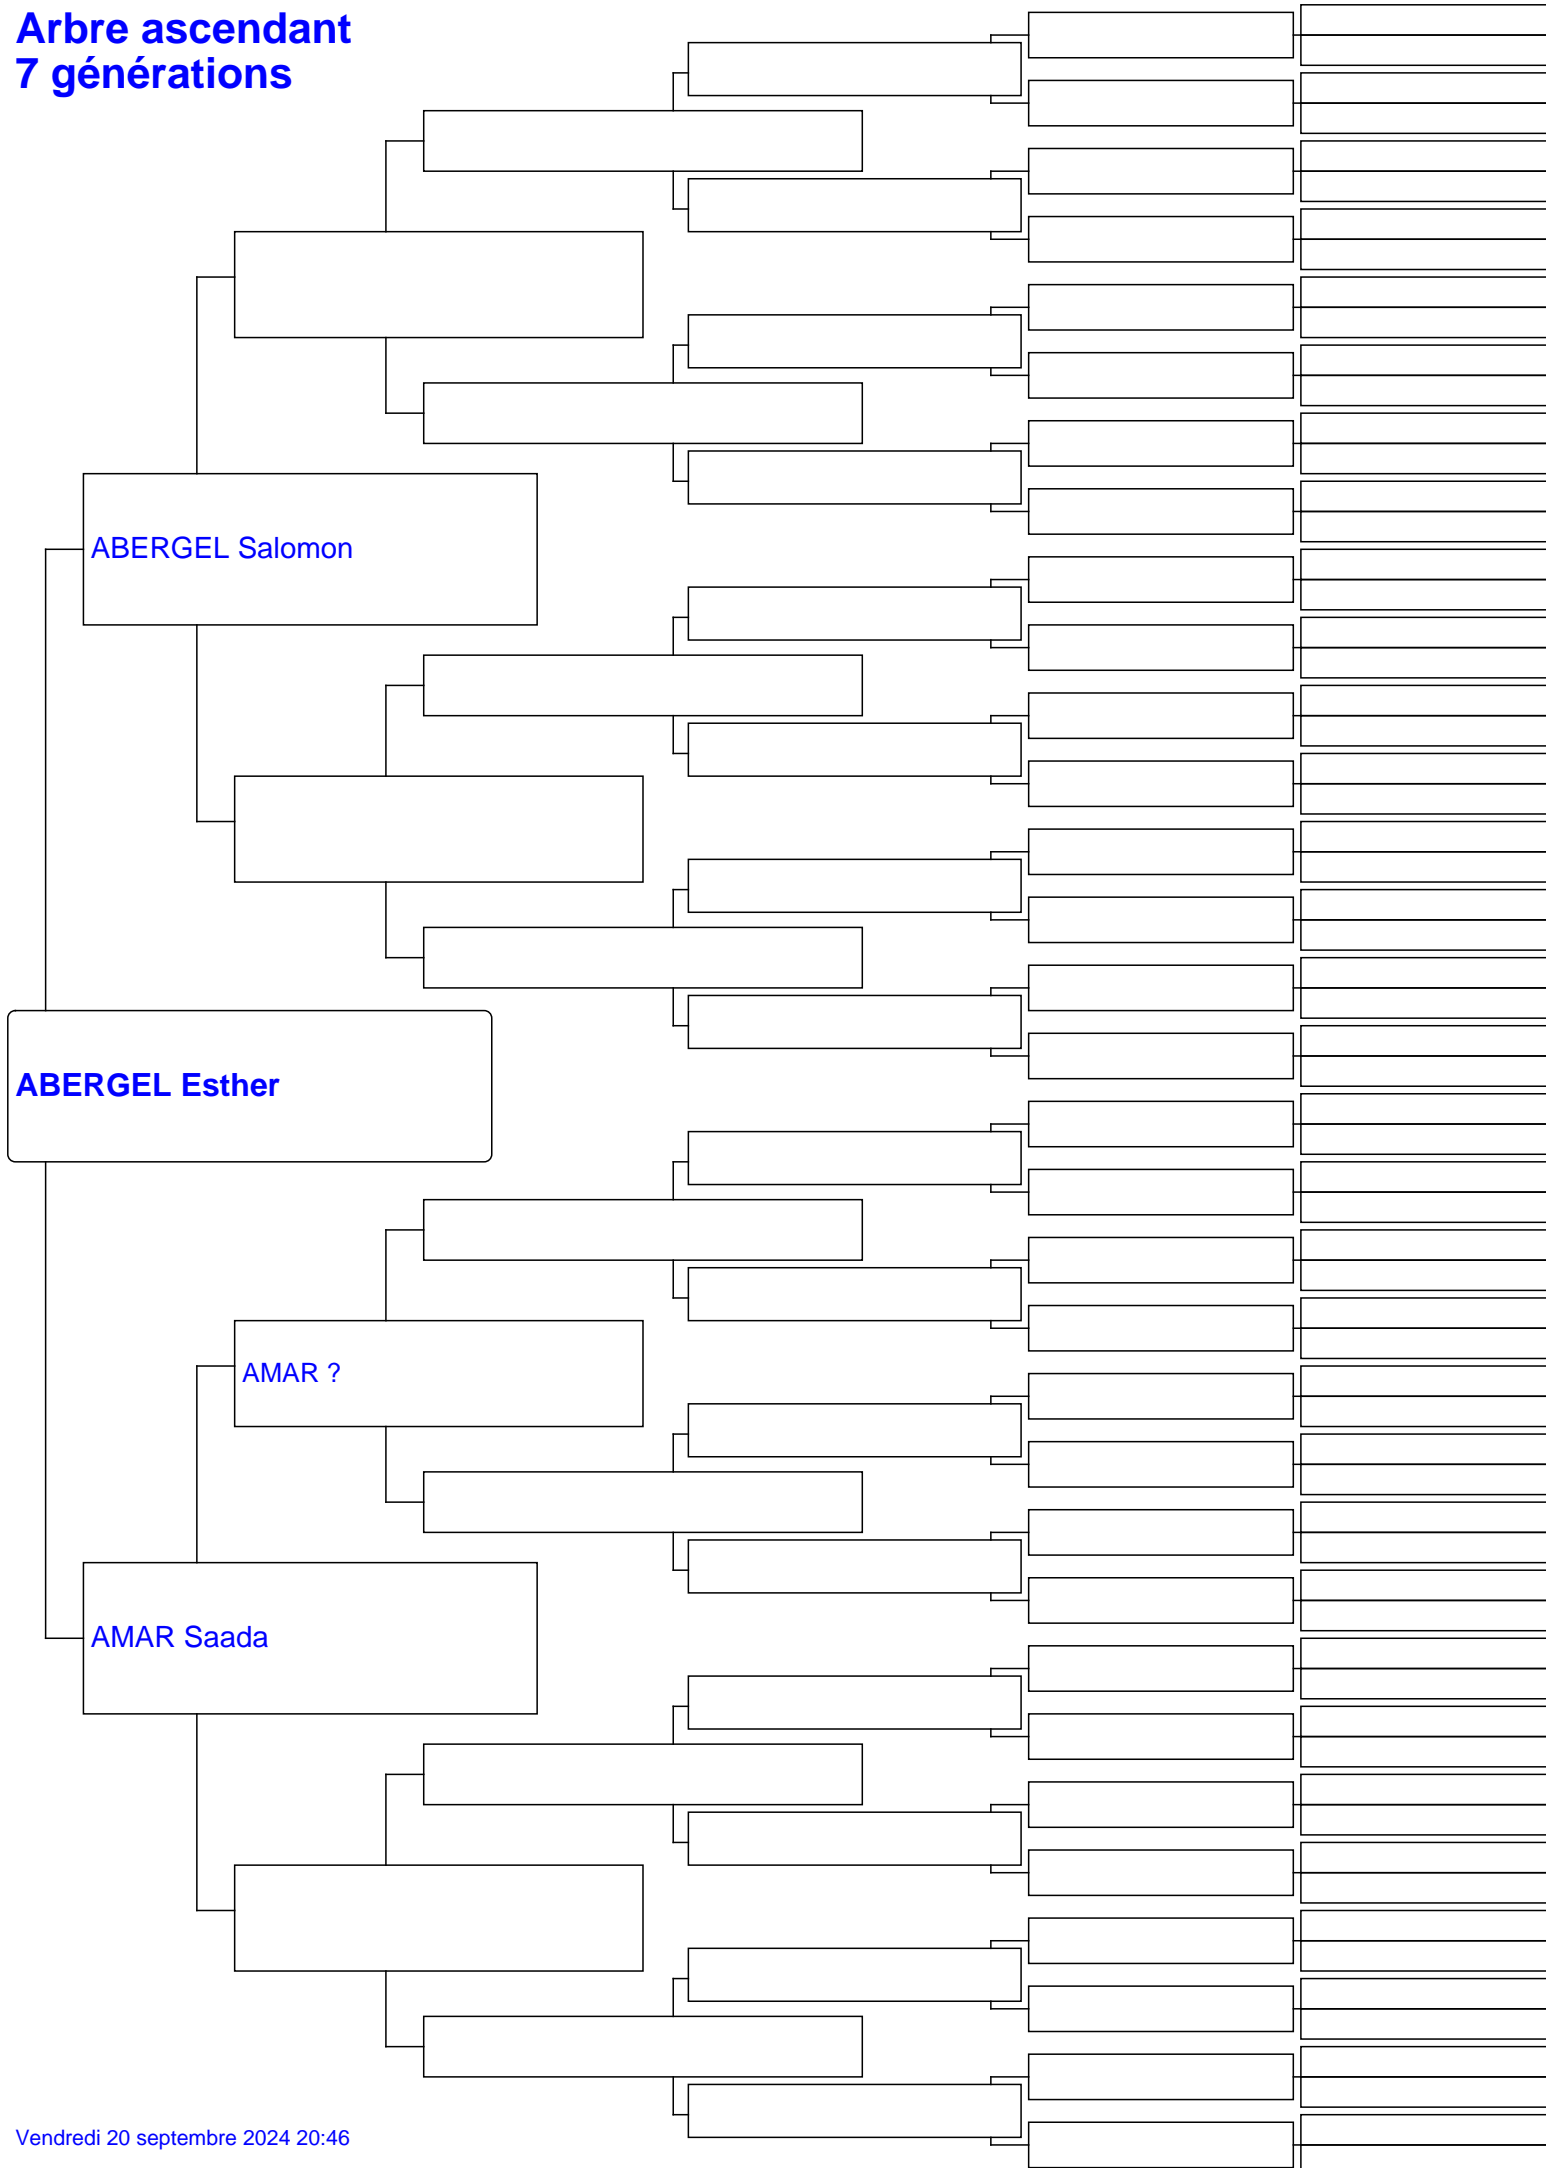 Arbre ascendant
7 générations
ABERGEL Salomon
ABERGEL Esther
AMAR ?
AMAR Saada
Vendredi 20 septembre 2024 20:46